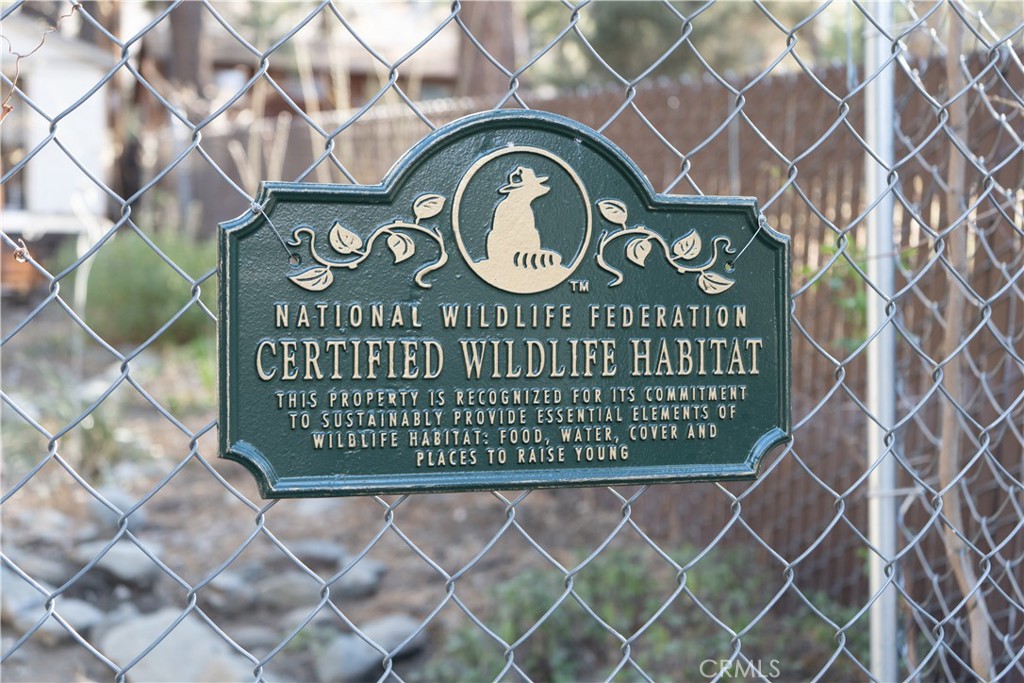 TM
NATIONAL WILDLIFE FEDERATION
CERTIFIED WILDLIFE HABITAT
THIS PROPERTY IS RECOGNIZED FOR ITS COMMITMENT
TO SUSTAINABLY PROVIDE ESSENTIAL ELEMENTS OF
WILDLIFE HABITAT: FOOD, WATER, COVER AND
PLACES TO RAISE YOUNG
CRMLS